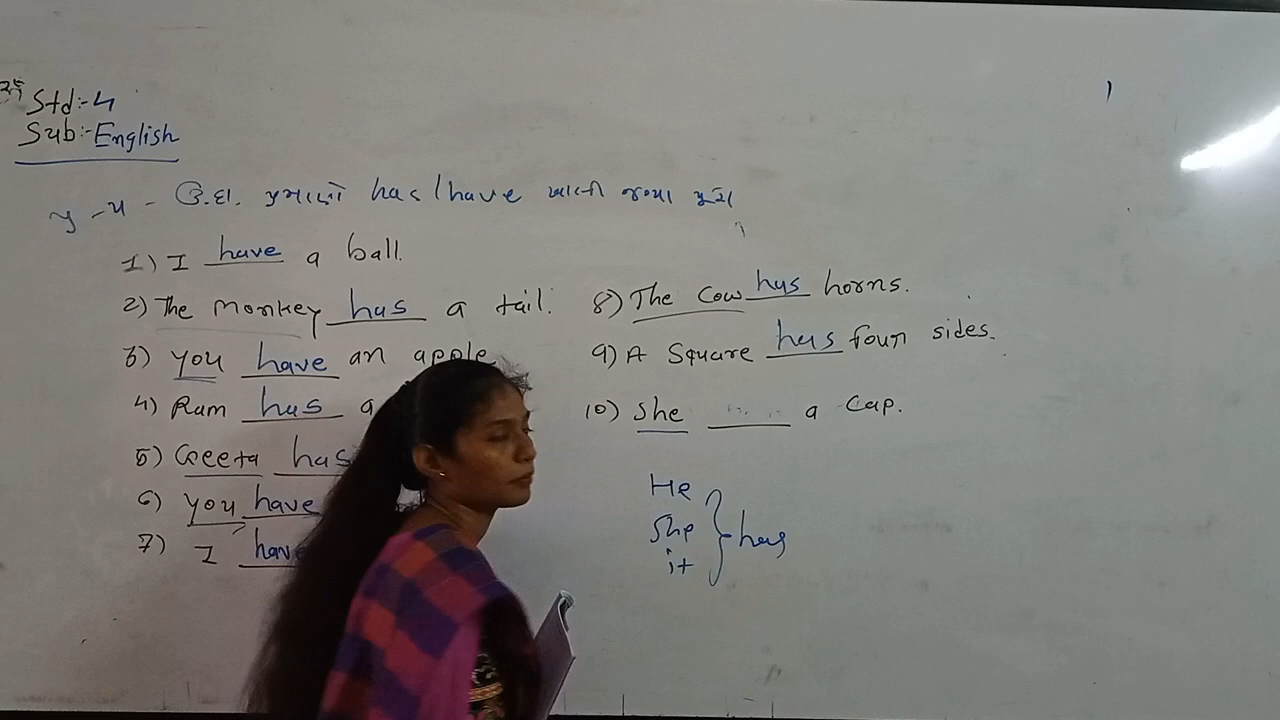 Std:-4
Sub:-English
પ્ર-૫ - ઉ.દા. પ્રમાણે has/have ખાલી જગ્યા પૂરો
1) I have a ball.
2) The monkey has a tail.
3) you have an apple
4) Ram has a
5) Geeta has
6) you have
7) I have
8) The Cow has horns.
9) A Square has four sides.
10) She ____ a Cap.
He
She
it
} has